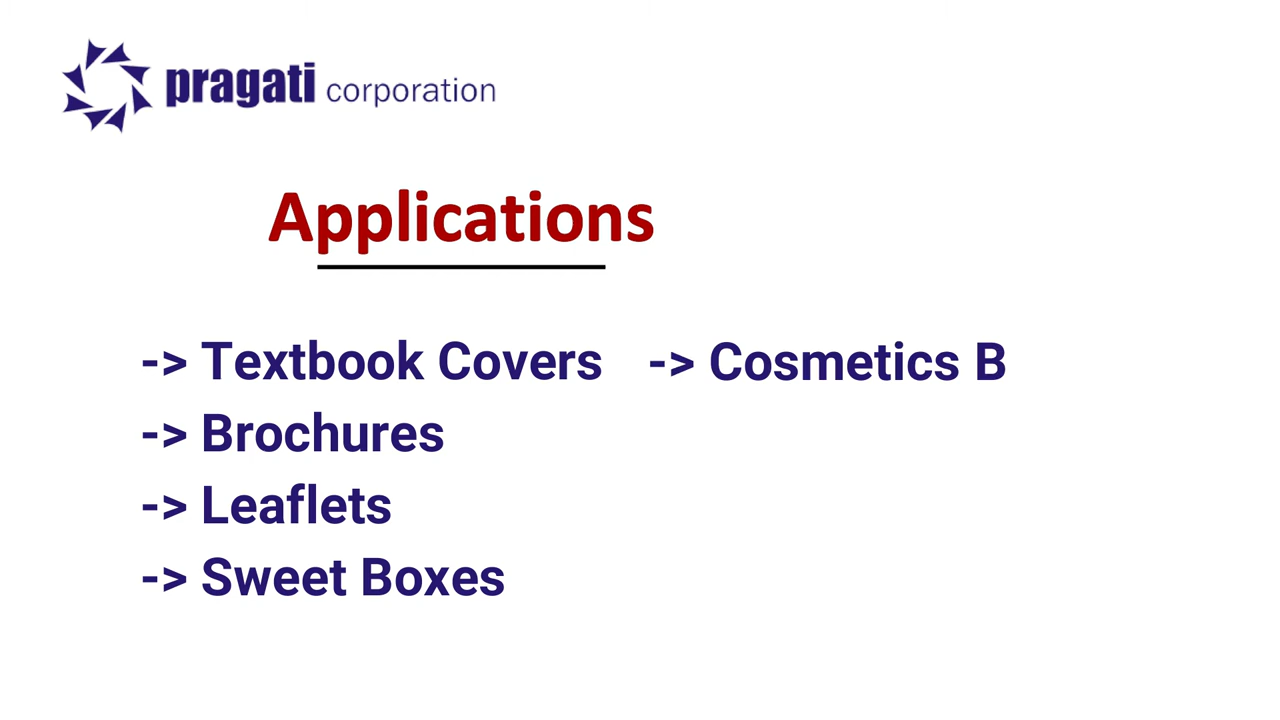 pragati corporation
Applications
-> Textbook Covers
-> Brochures
-> Leaflets
-> Sweet Boxes
-> Cosmetics B